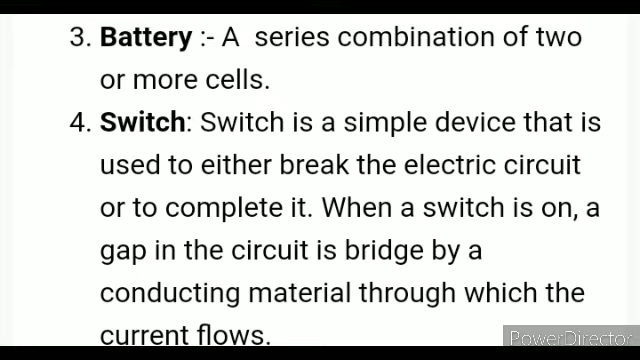 3. Battery :- A series combination of two
or more cells.
4. Switch: Switch is a simple device that is
used to either break the electric circuit
or to complete it. When a switch is on, a
gap in the circuit is bridge by a
conducting material through which the
current flows.
PowerDirector